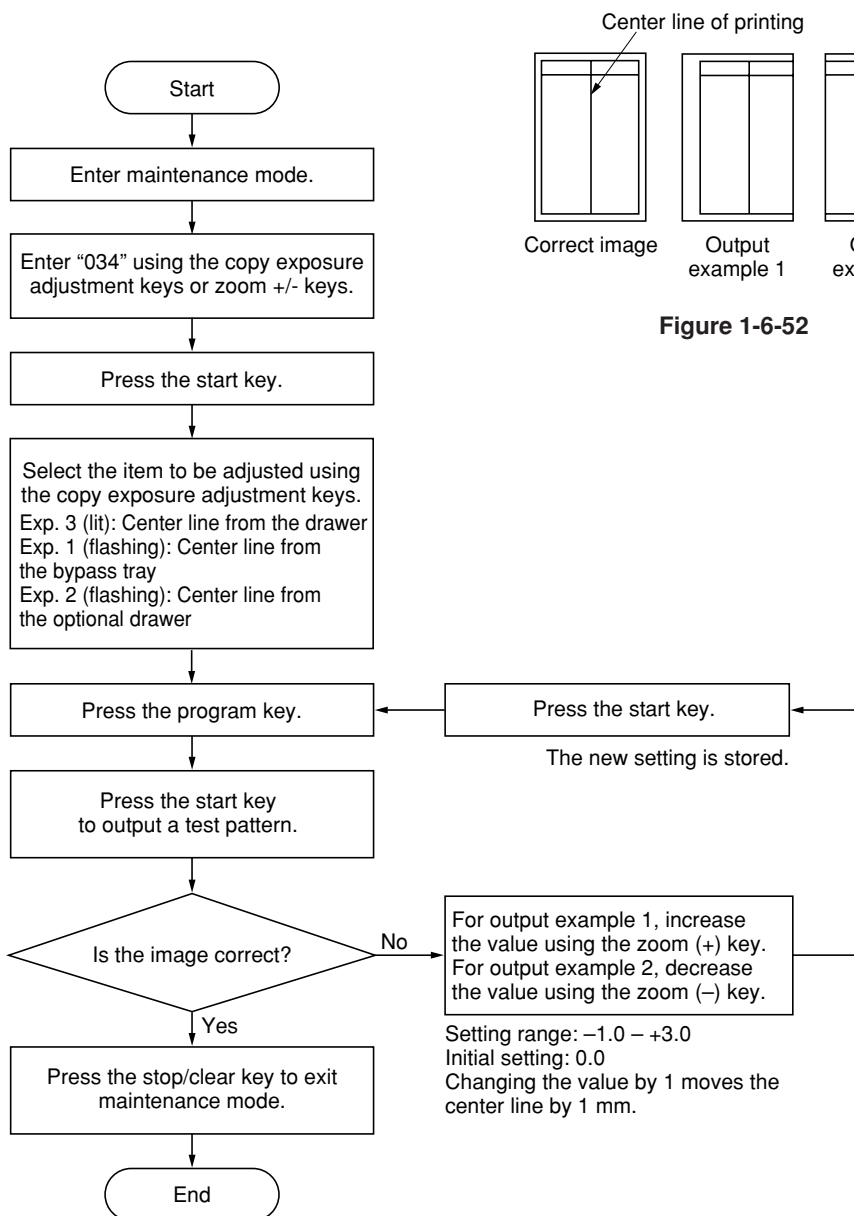 Center line of printing
Correct image
Output
example 1
Figure 1-6-52
Start
Enter maintenance mode.
Enter “034” using the copy exposure
adjustment keys or zoom +/- keys.
Press the start key.
Select the item to be adjusted using
the copy exposure adjustment keys.
Exp. 3 (lit): Center line from the drawer
Exp. 1 (flashing): Center line from
the bypass tray
Exp. 2 (flashing): Center line from
the optional drawer
Press the program key.
Press the start key.
The new setting is stored.
Press the start key
to output a test pattern.
Is the image correct?
No
For output example 1, increase
the value using the zoom (+) key.
For output example 2, decrease
the value using the zoom (–) key.
Setting range: –1.0 – +3.0
Initial setting: 0.0
Changing the value by 1 moves the
center line by 1 mm.
Yes
Press the stop/clear key to exit
maintenance mode.
End